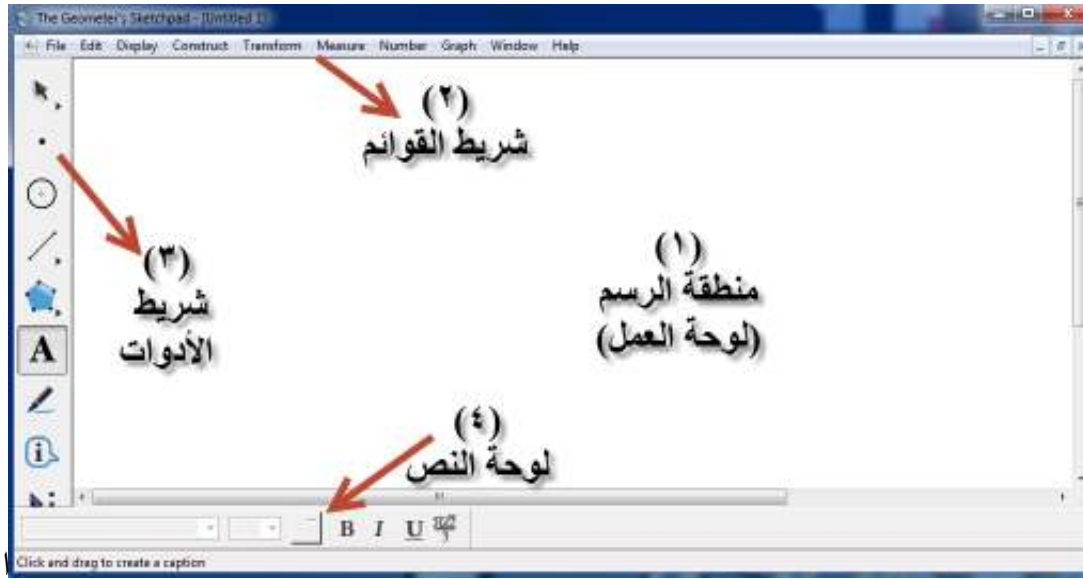 The Geometer's Sketchpad - [Untitled 1]
File Edit Display Construct Transform Measure Number Graph Window Help
(٢)
شريط القوائم
(١)
منطقة الرسم
(لوحة العمل)
(٣)
شريط
الأدوات
A
(٤)
لوحة النص
B I U
Click and drag to create a caption